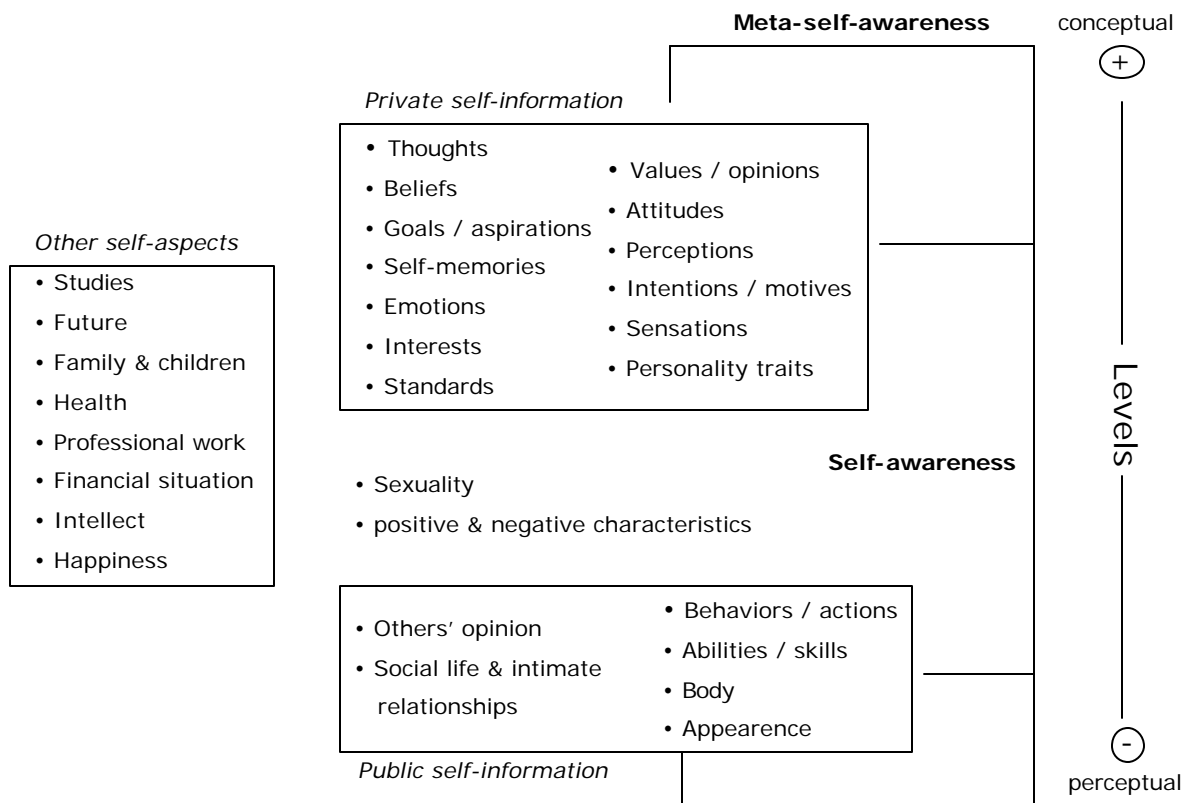 Meta-self-awareness
conceptual
+
Private self-information
• Thoughts
• Beliefs
• Goals / aspirations
• Self-memories
• Emotions
• Interests
• Standards
• Values / opinions
• Attitudes
• Perceptions
• Intentions / motives
• Sensations
• Personality traits
Other self-aspects
• Studies
• Future
• Family & children
• Health
• Professional work
• Financial situation
• Intellect
• Happiness
Levels
Self-awareness
• Sexuality
• positive & negative characteristics
• Others' opinion
• Social life & intimate
relationships
• Behaviors / actions
• Abilities / skills
• Body
• Appearence
Public self-information
-
perceptual